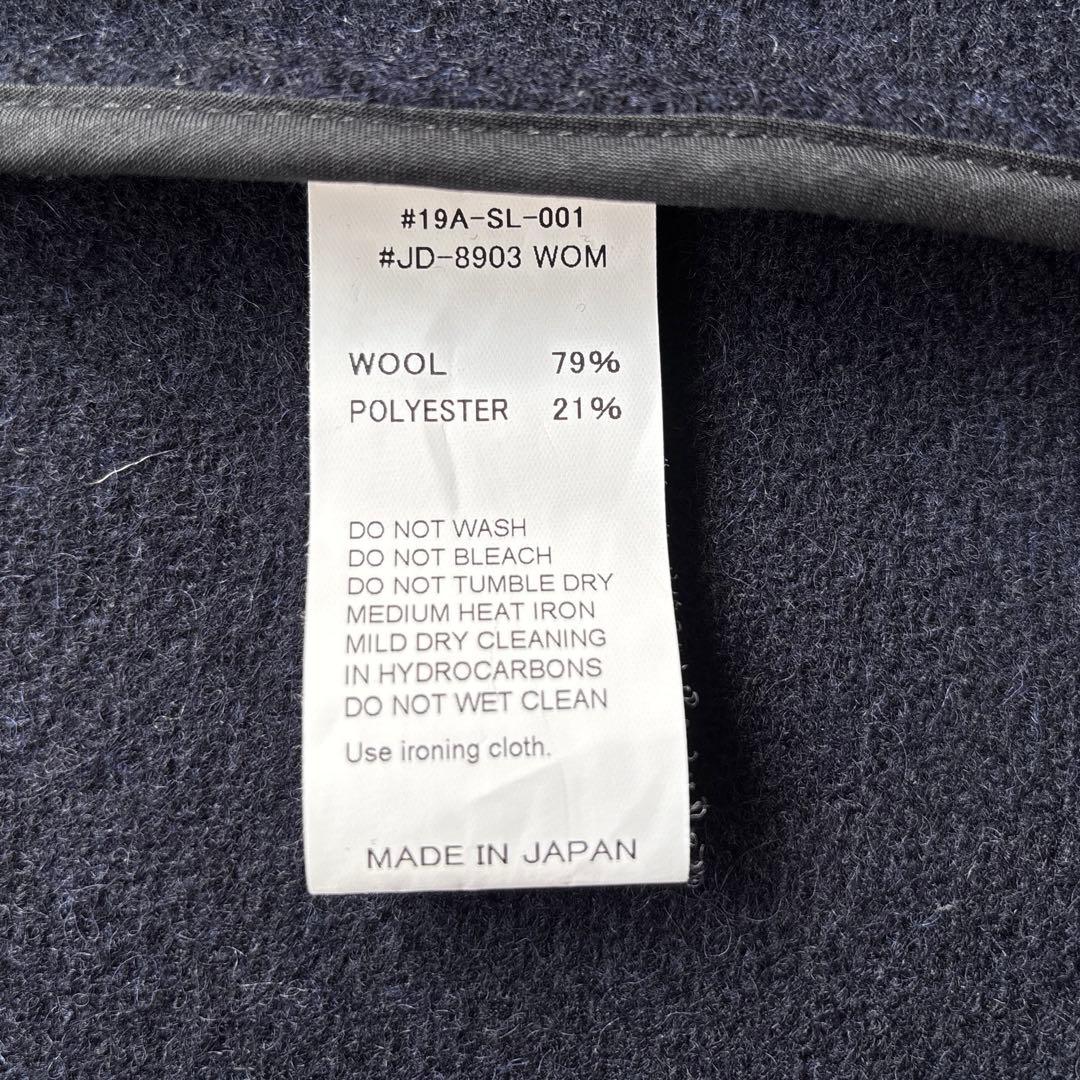 #19A-SL-001
#JD-8903 WOM
WOOL 79%
POLYESTER 21%
DO NOT WASH
DO NOT BLEACH
DO NOT TUMBLE DRY
MEDIUM HEAT IRON
MILD DRY CLEANING
IN HYDROCARBONS
DO NOT WET CLEAN
Use ironing cloth.
MADE IN JAPAN